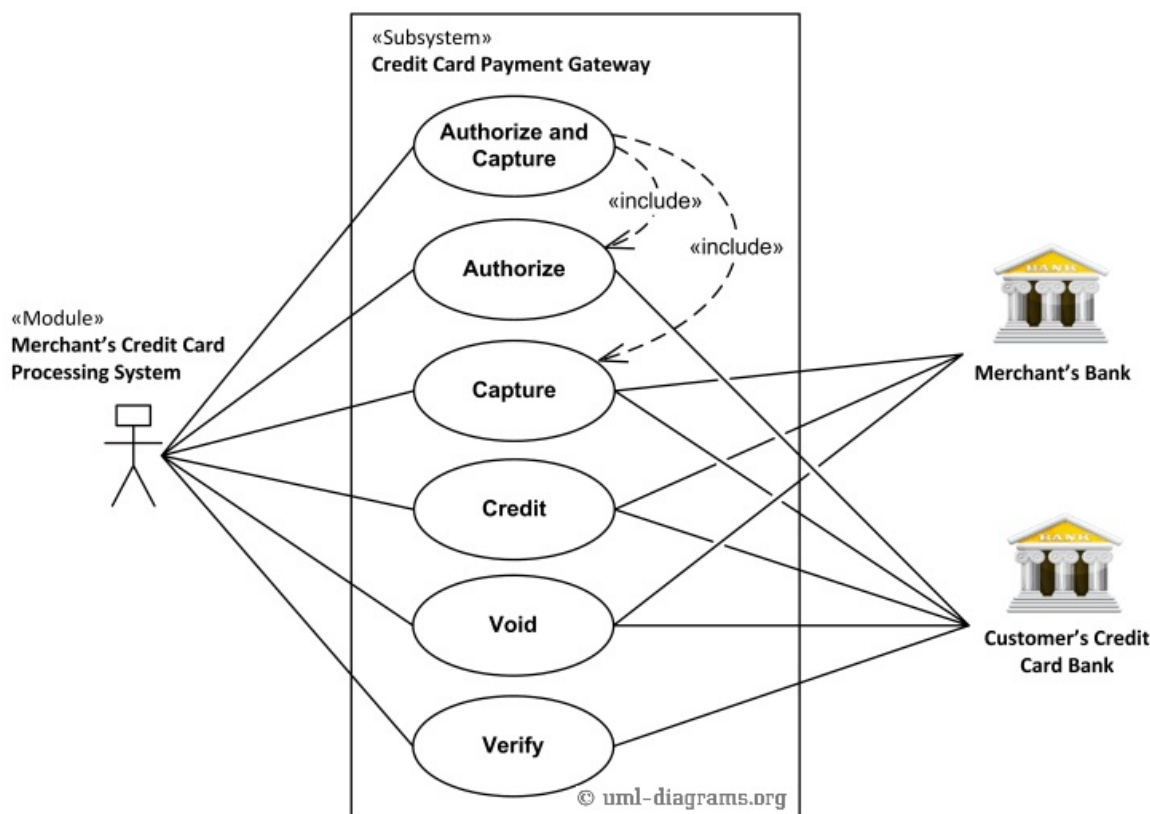 «Subsystem»
Credit Card Payment Gateway
Authorize and
Capture
«include»
«include»
Authorize
«Module»
Merchant's Credit Card
Processing System
Capture
BANK
Merchant's Bank
Credit
BANK
Void
Customer's Credit
Card Bank
Verify
© uml-diagrams.org